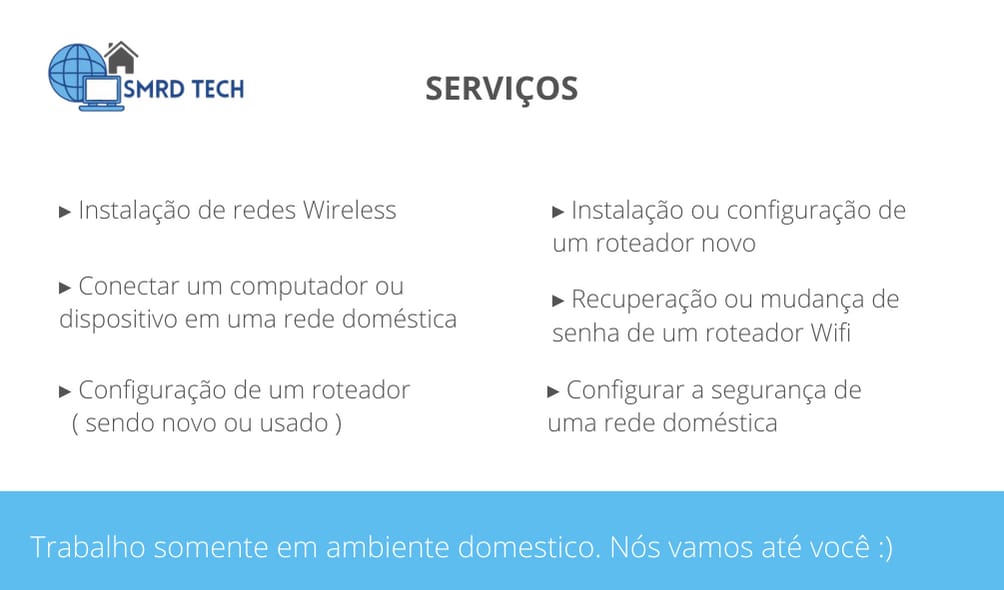 SMRD TECH
SERVIÇOS
▸ Instalação de redes Wireless
▸ Conectar um computador ou
dispositivo em uma rede doméstica
▸ Configuração de um roteador
( sendo novo ou usado )
▸ Instalação ou configuração de
um roteador novo
▸ Recuperação ou mudança de
senha de um roteador Wifi
▸ Configurar a segurança de
uma rede doméstica
Trabalho somente em ambiente domestico. Nós vamos até você :)